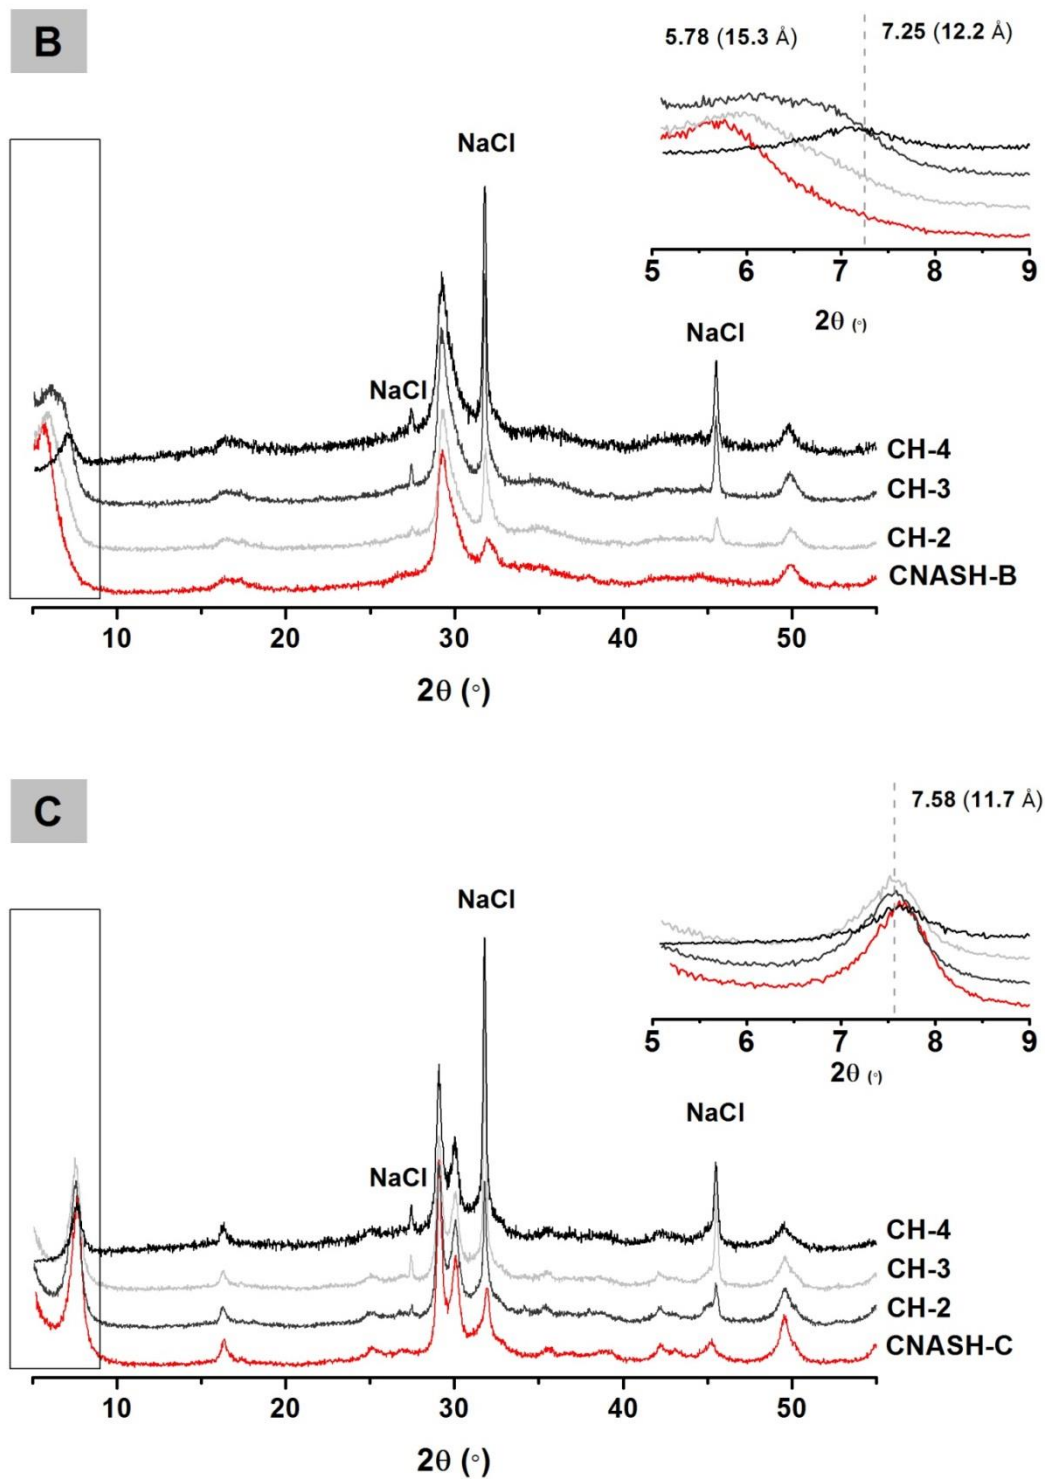 B
5.78 (15.3 Å)
7.25 (12.2 Å)
NaCl
5 6 7 8 9
2θ (°)
NaCl
NaCl
CH-4
CH-3
CH-2
CNASH-B
10 20 30 40 50
2θ (°)
C
7.58 (11.7 Å)
NaCl
5 6 7 8 9
2θ (°)
NaCl
NaCl
CH-4
CH-3
CH-2
CNASH-C
10 20 30 40 50
2θ (°)